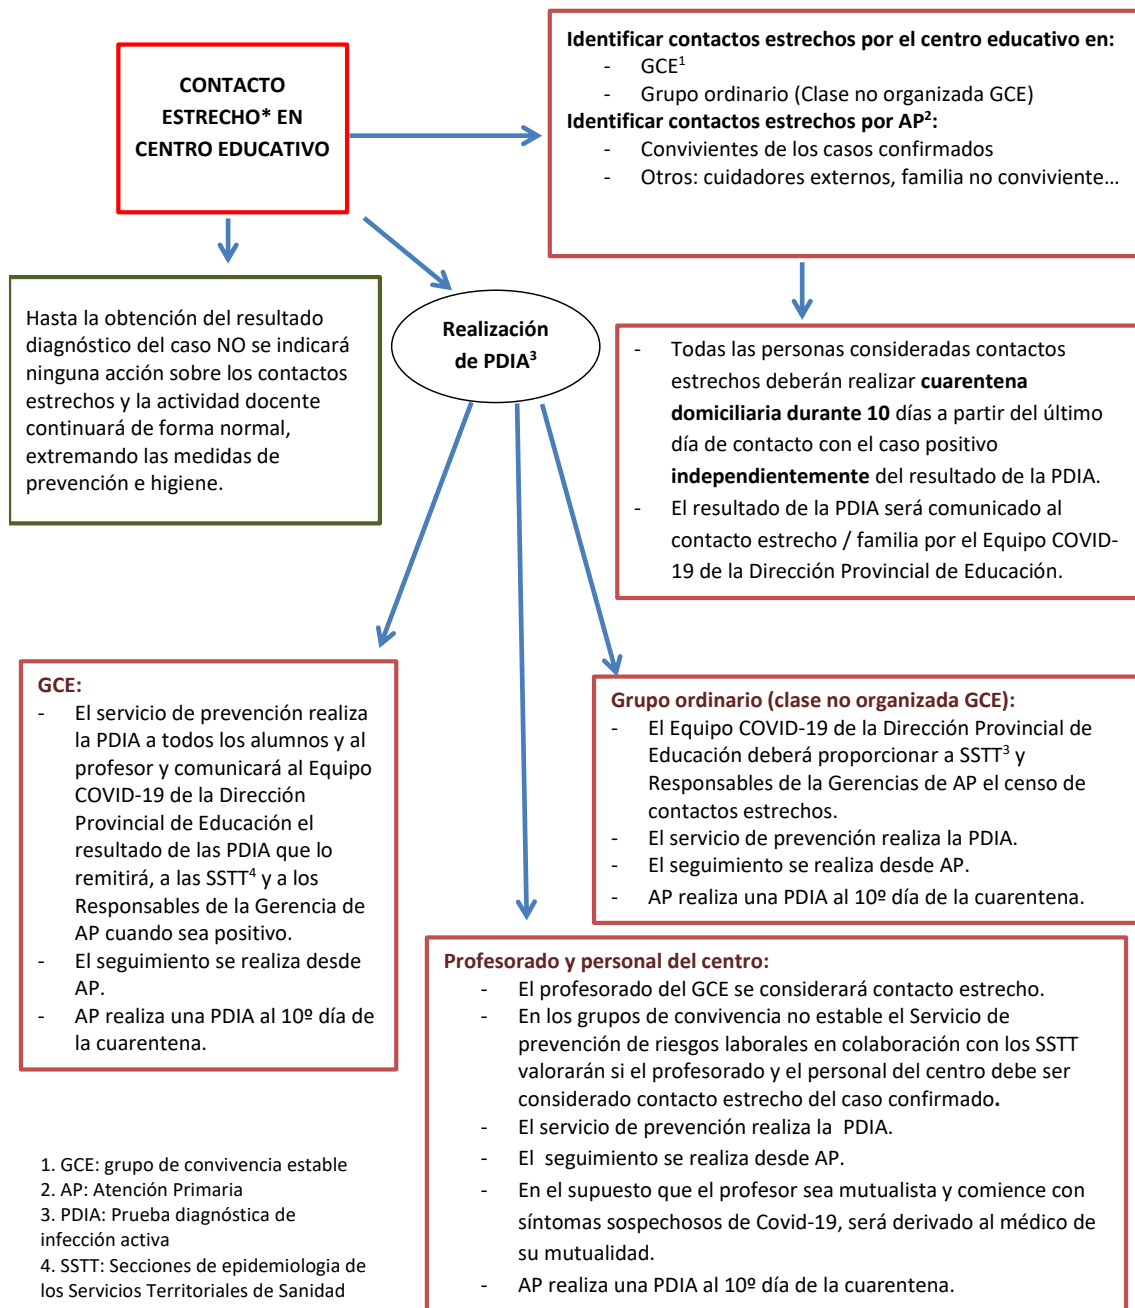 CONTACTO
ESTRECHO* EN
CENTRO EDUCATIVO
Identificar contactos estrechos por el centro educativo en:
- GCE1
- Grupo ordinario (Clase no organizada GCE)
Identificar contactos estrechos por AP2:
- Convivientes de los casos confirmados
- Otros: cuidadores externos, familia no conviviente…
Hasta la obtención del resultado
diagnóstico del caso NO se indicará
ninguna acción sobre los contactos
estrechos y la actividad docente
continuará de forma normal,
extremando las medidas de
prevención e higiene.
Realización
de PDIA3
- Todas las personas consideradas contactos
estrechos deberán realizar cuarentena
domiciliaria durante 10 días a partir del último
día de contacto con el caso positivo
independientemente del resultado de la PDIA.
- El resultado de la PDIA será comunicado al
contacto estrecho / familia por el Equipo COVID-
19 de la Dirección Provincial de Educación.
GCE:
- El servicio de prevención realiza
la PDIA a todos los alumnos y al
profesor y comunicará al Equipo
COVID-19 de la Dirección
Provincial de Educación el
resultado de las PDIA que lo
remitirá, a las SSTT4 y a los
Responsables de la Gerencia de
AP cuando sea positivo.
- El seguimiento se realiza desde
AP.
- AP realiza una PDIA al 10º día de
la cuarentena.
Grupo ordinario (clase no organizada GCE):
- El Equipo COVID-19 de la Dirección Provincial de
Educación deberá proporcionar a SSTT3 y
Responsables de la Gerencias de AP el censo de
contactos estrechos.
- El servicio de prevención realiza la PDIA.
- El seguimiento se realiza desde AP.
- AP realiza una PDIA al 10º día de la cuarentena.
Profesorado y personal del centro:
- El profesorado del GCE se considerará contacto estrecho.
- En los grupos de convivencia no estable el Servicio de
prevención de riesgos laborales en colaboración con los SSTT
valorarán si el profesorado y el personal del centro debe ser
considerado contacto estrecho del caso confirmado.
- El servicio de prevención realiza la PDIA.
- El seguimiento se realiza desde AP.
- En el supuesto que el profesor sea mutualista y comience con
síntomas sospechosos de Covid-19, será derivado al médico de
su mutualidad.
- AP realiza una PDIA al 10º día de la cuarentena.
1. GCE: grupo de convivencia estable
2. AP: Atención Primaria
3. PDIA: Prueba diagnóstica de
infección activa
4. SSTT: Secciones de epidemiologia de
los Servicios Territoriales de Sanidad